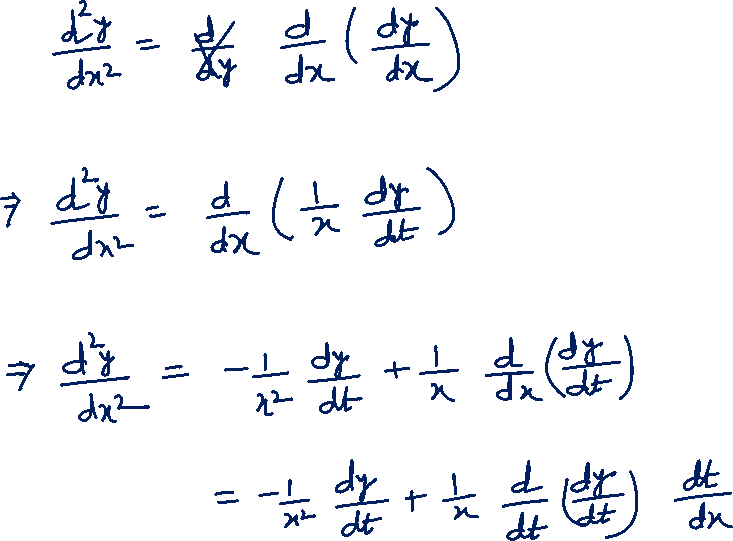 d²y/dx² = d/dx (dy/dx)
⇒ d²y/dx² = d/dx (1/x dy/dt)
⇒ d²y/dx² = -1/x² dy/dt + 1/x d/dx (dy/dt)
= -1/x² dy/dt + 1/x d/dt (dy/dt) dt/dx